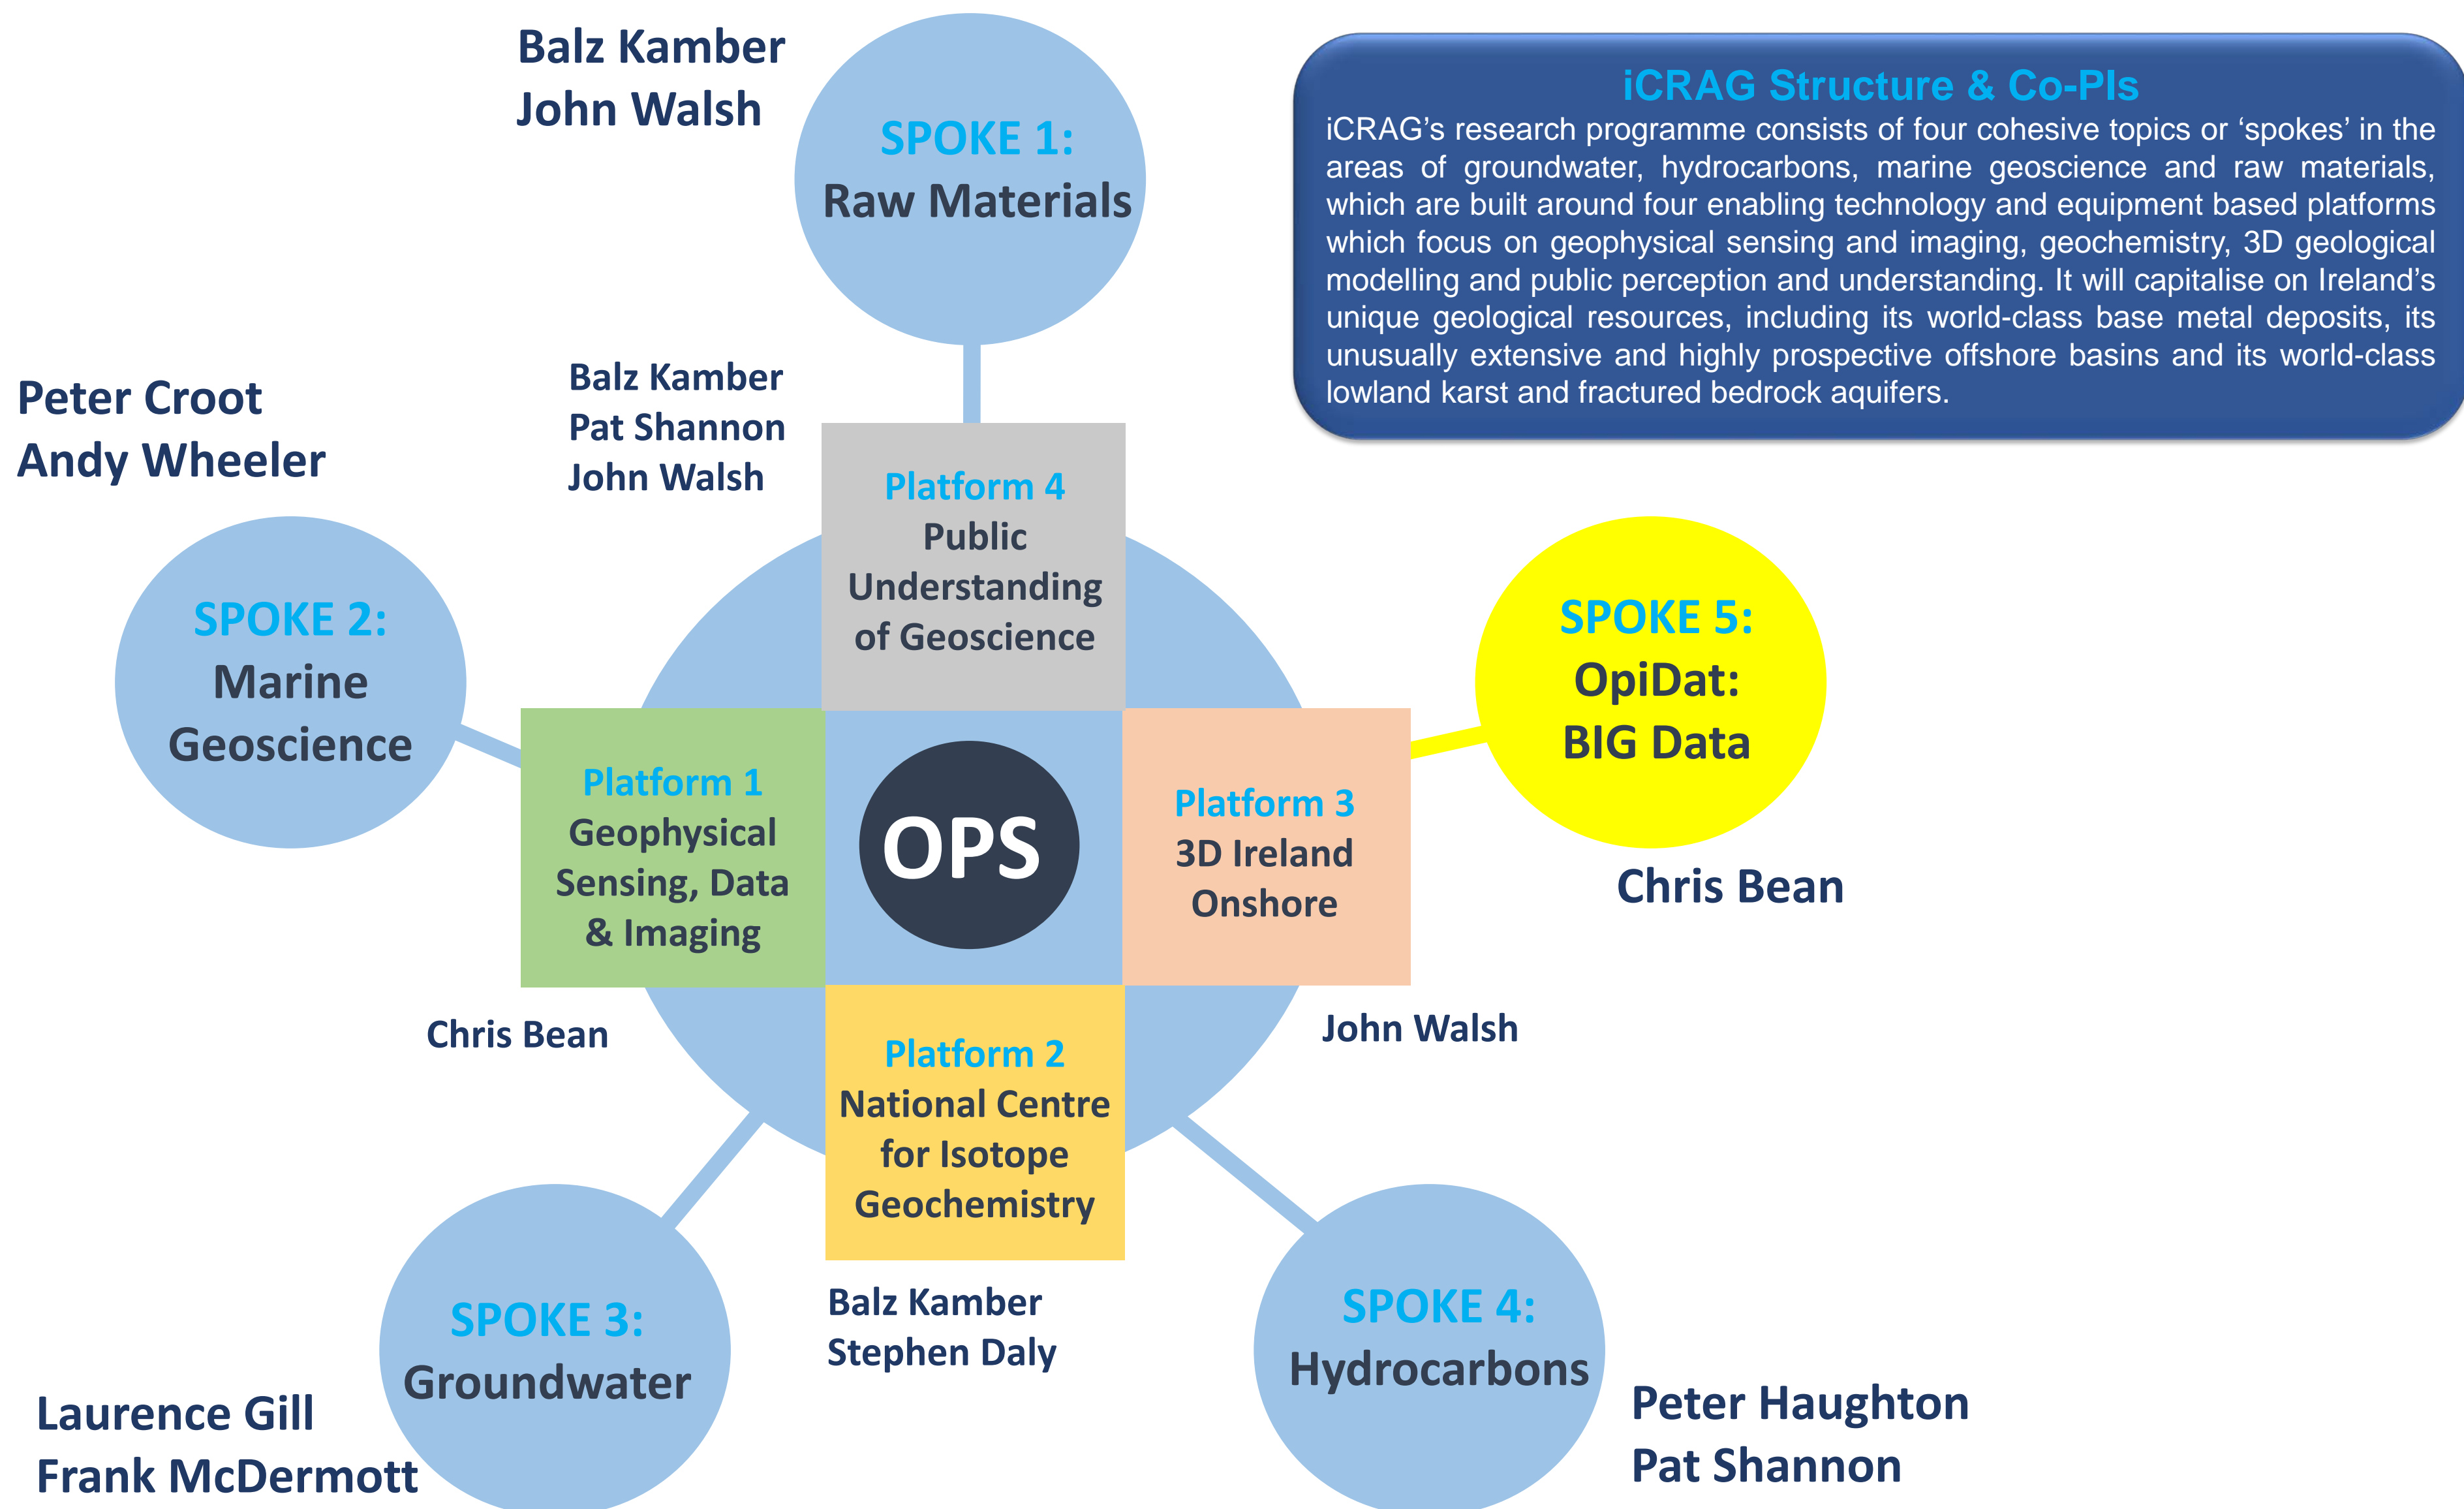 Balz Kamber
John Walsh
SPOKE 1:
Raw Materials
iCRAG Structure & Co-PIs
iCRAG’s research programme consists of four cohesive topics or ‘spokes’ in the
areas of groundwater, hydrocarbons, marine geoscience and raw materials,
which are built around four enabling technology and equipment based platforms
which focus on geophysical sensing and imaging, geochemistry, 3D geological
modelling and public perception and understanding. It will capitalise on Ireland’s
unique geological resources, including its world-class base metal deposits, its
unusually extensive and highly prospective offshore basins and its world-class
lowland karst and fractured bedrock aquifers.
Peter Croot
Andy Wheeler
Balz Kamber
Pat Shannon
John Walsh
Platform 4
Public
Understanding
of Geoscience
SPOKE 2:
Marine
Geoscience
SPOKE 5:
OpiDat:
BIG Data
Chris Bean
Platform 1
Geophysical
Sensing, Data
& Imaging
OPS
Platform 3
3D Ireland
Onshore
Chris Bean
John Walsh
Platform 2
National Centre
for Isotope
Geochemistry
Balz Kamber
Stephen Daly
SPOKE 3:
Groundwater
Laurence Gill
Frank McDermott
SPOKE 4:
Hydrocarbons
Peter Haughton
Pat Shannon